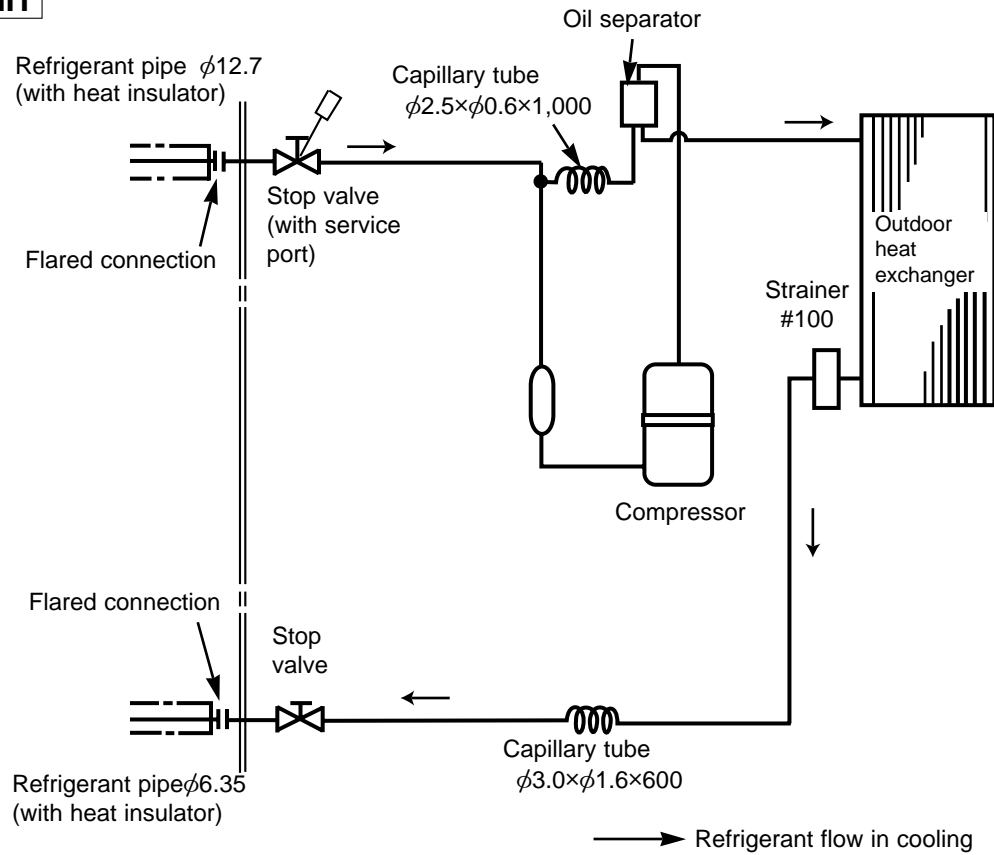 Oil separator
Refrigerant pipe ϕ12.7
(with heat insulator)
Capillary tube
ϕ2.5×ϕ0.6×1,000
Stop valve
(with service
port)
Flared connection
Outdoor
heat
exchanger
Strainer
#100
Compressor
Flared connection
Stop
valve
Capillary tube
ϕ3.0×ϕ1.6×600
Refrigerant pipeϕ6.35
(with heat insulator)
Refrigerant flow in cooling